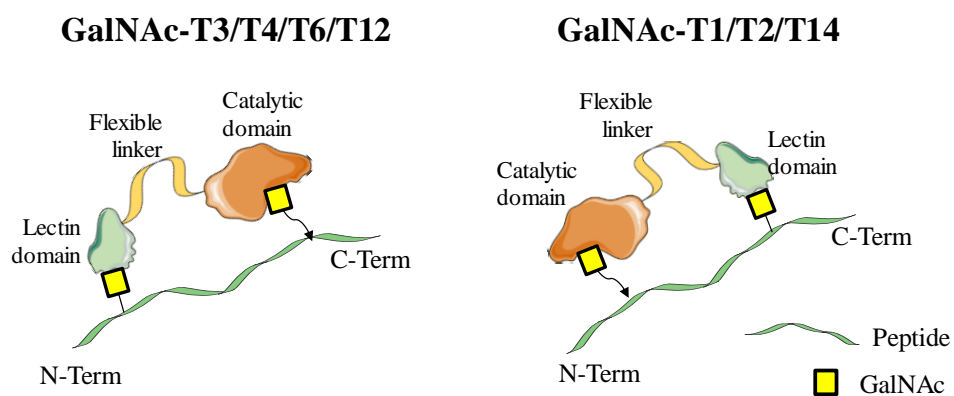 GalNAc-T3/T4/T6/T12
Catalytic
domain
Flexible
linker
Lectin
domain
C-Term
N-Term
GalNAc-T1/T2/T14
Flexible
linker
Lectin
domain
Catalytic
domain
C-Term
N-Term
Peptide
GalNAc